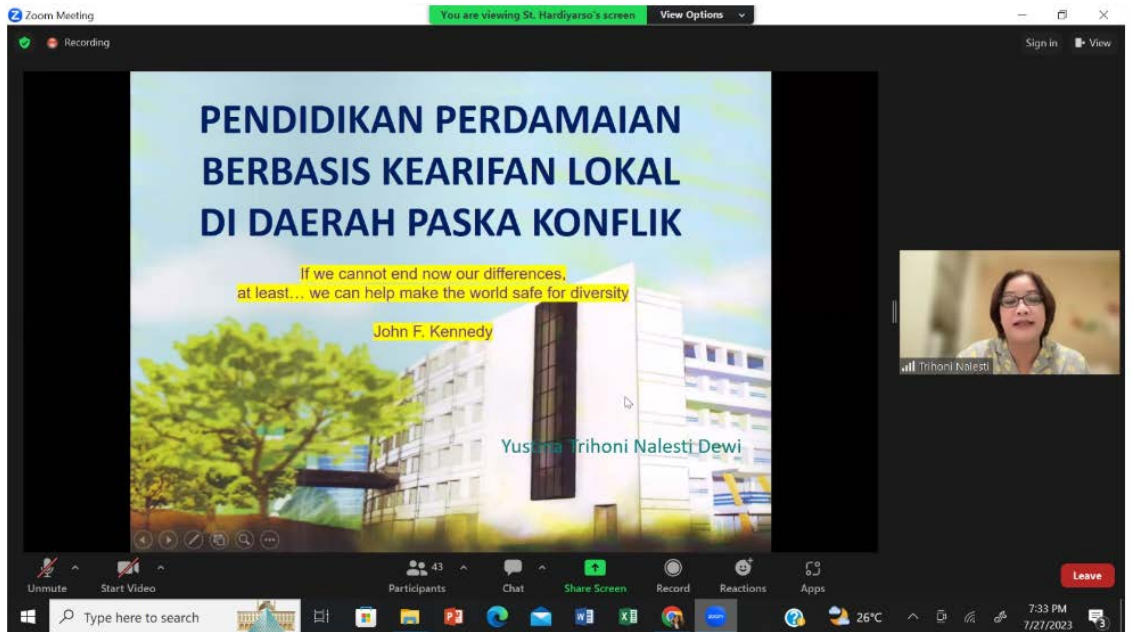 Zoom Meeting
You are viewing St. Hardiyarso's screen
View Options
Recording
Sign in
View
PENDIDIKAN PERDAMAIAN
BERBASIS KEARIFAN LOKAL
DI DAERAH PASKA KONFLIK
If we cannot end now our differences,
at least... we can help make the world safe for diversity
John F. Kennedy
Trihoni Nalesti
Yustina Trihoni Nalesti Dewi
Unmute
Start Video
Participants
43
Chat
Share Screen
Record
Reactions
Apps
Leave
Type here to search
26°C
7:33 PM
7/27/2023
3